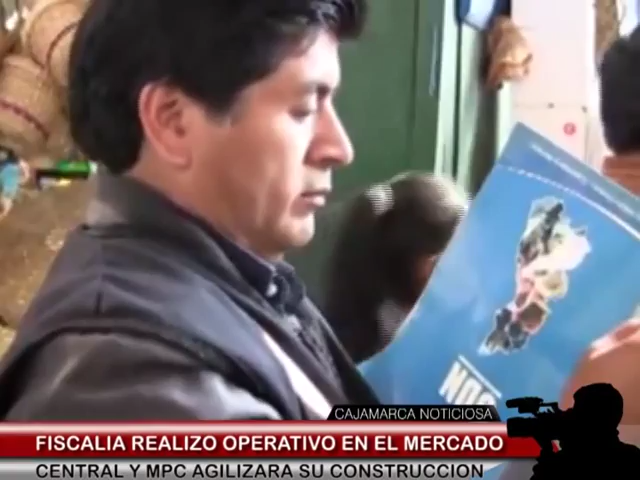 CAJAMARCA NOTICIOSA
FISCALIA REALIZO OPERATIVO EN EL MERCADO
CENTRAL Y MPC AGILIZARA SU CONSTRUCCION